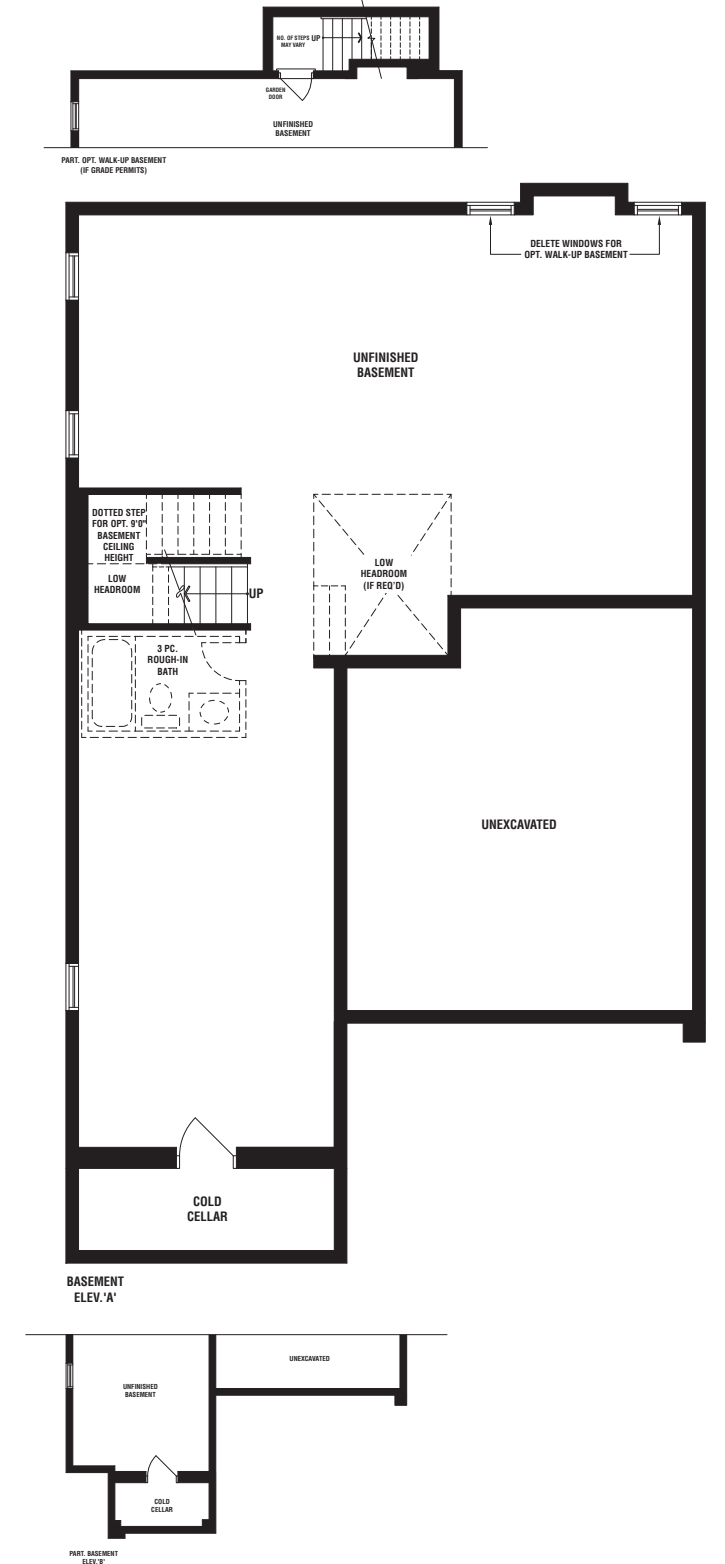 NO. OF STEPS
MAY VARY
UP
GARDEN
DOOR
UNFINISHED
BASEMENT
PART. OPT. WALK-UP BASEMENT
(IF GRADE PERMITS)
DELETE WINDOWS FOR
OPT. WALK-UP BASEMENT
UNFINISHED
BASEMENT
DOTTED STEP
FOR OPT. 9'0"
BASEMENT
CEILING
HEIGHT
LOW
HEADROOM
UP
LOW
HEADROOM
(IF REQ'D)
3 PC.
ROUGH-IN
BATH
UNEXCAVATED
COLD
CELLAR
BASEMENT
ELEV.'A'
UNEXCAVATED
UNFINISHED
BASEMENT
COLD
CELLAR
PART. BASEMENT
ELEV.'B'